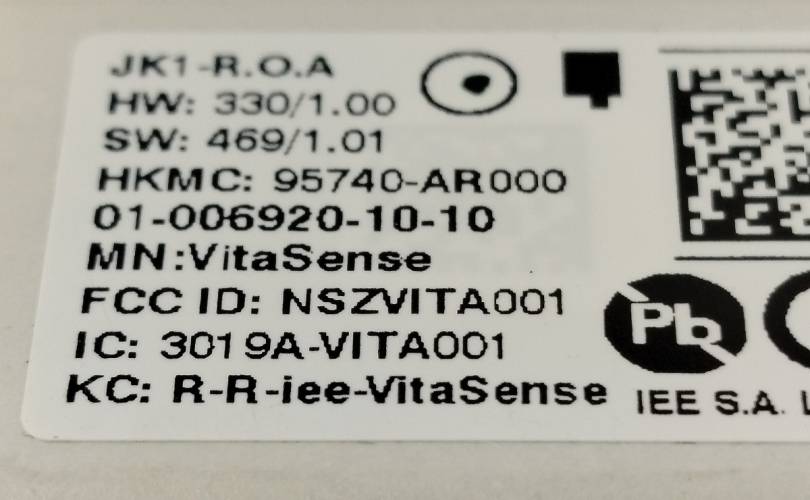 JK1-R.O.A
HW: 330/1.00
SW: 469/1.01
HKMC: 95740-AR000
01-006920-10-10
MN:VitaSense
FCC ID: NSZVITA001
IC: 3019A-VITA001
KC: R-R-iee-VitaSense
Pb
IEE S.A.